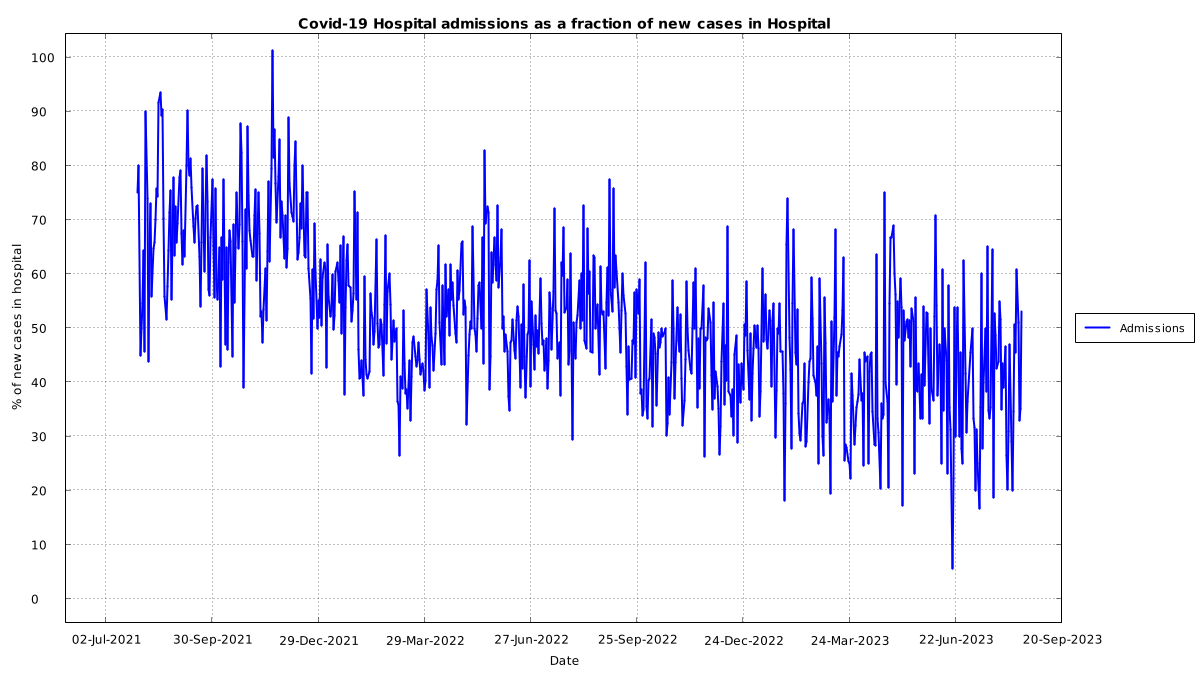 Covid-19 Hospital admissions as a fraction of new cases in Hospital
100
90
80
70
60
50
40
30
20
10
0
% of new cases in hospital
02-Jul-2021 30-Sep-2021 29-Dec-2021 29-Mar-2022 27-Jun-2022 25-Sep-2022 24-Dec-2022 24-Mar-2023 22-Jun-2023 20-Sep-2023
Date
Admissions